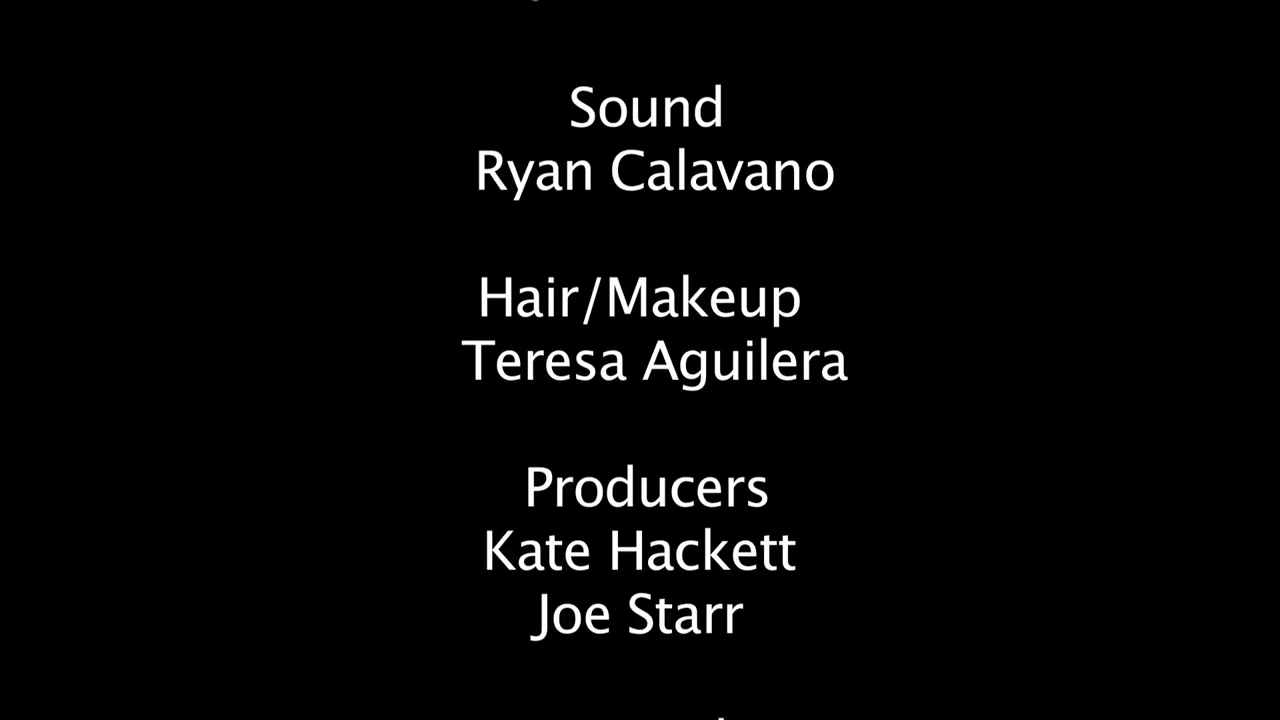 Sound
Ryan Calavano
Hair/Makeup
Teresa Aguilera
Producers
Kate Hackett
Joe Starr